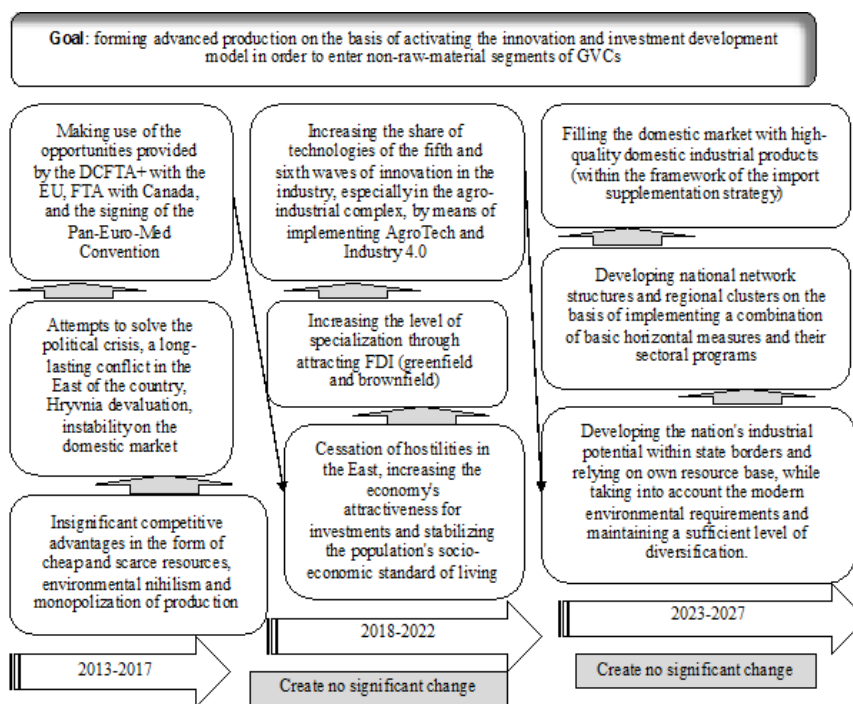 Goal: forming advanced production on the basis of activating the innovation and investment development
model in order to enter non-raw-material segments of GVCs
Making use of the
opportunities provided
by the DCFTA+ with the
EU, FTA with Canada,
and the signing of the
Pan-Euro-Med
Convention
Attempts to solve the
political crisis, a long-
lasting conflict in the
East of the country,
Hryvnia devaluation,
instability on the
domestic market
Insignificant competitive
advantages in the form of
cheap and scarce resources,
environmental nihilism and
monopolization of production
2013-2017
Increasing the share of
technologies of the fifth and
sixth waves of innovation in the
industry, especially in the agro-
industrial complex, by means of
implementing AgroTech and
Industry 4.0
Increasing the level of
specialization through
attracting FDI (greenfield
and brownfield)
Cessation of hostilities in
the East, increasing the
economy's
attractiveness for
investments and stabilizing
the population's socio-
economic standard of living
2018-2022
Create no significant change
Filling the domestic market with high-
quality domestic industrial products
(within the framework of the import
supplementation strategy)
Developing national network
structures and regional clusters on the
basis of implementing a combination
of basic horizontal measures and their
sectoral programs
Developing the nation's industrial
potential within state borders and
relying on own resource base, while
taking into account the modern
environmental requirements and
maintaining a sufficient level of
diversification.
2023-2027
Create no significant change